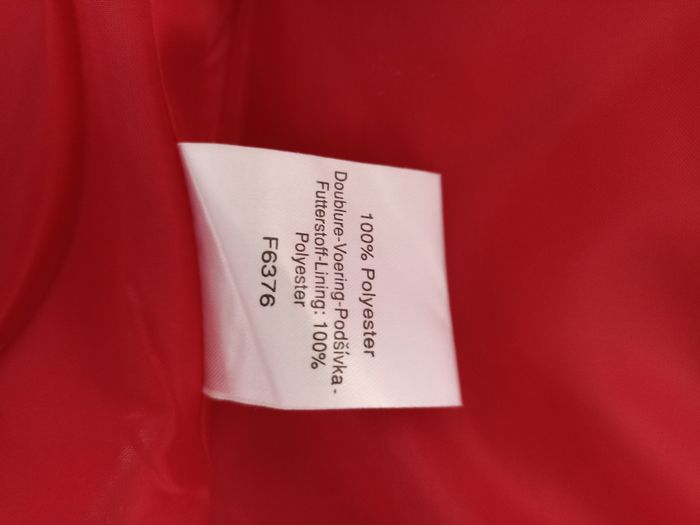 100% Polyester
Doublure-Voering-Podšívka-
Futterstoff-Lining: 100%
Polyester
F6376